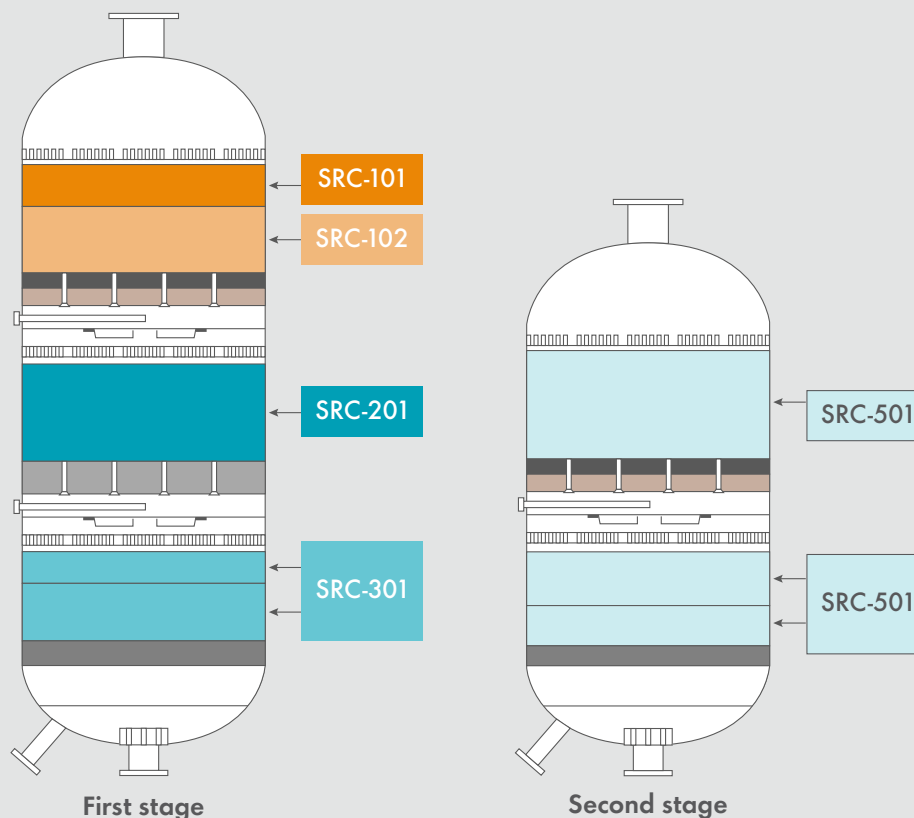 SRC-101
SRC-102
SRC-201
SRC-301
First stage
SRC-501
SRC-501
Second stage